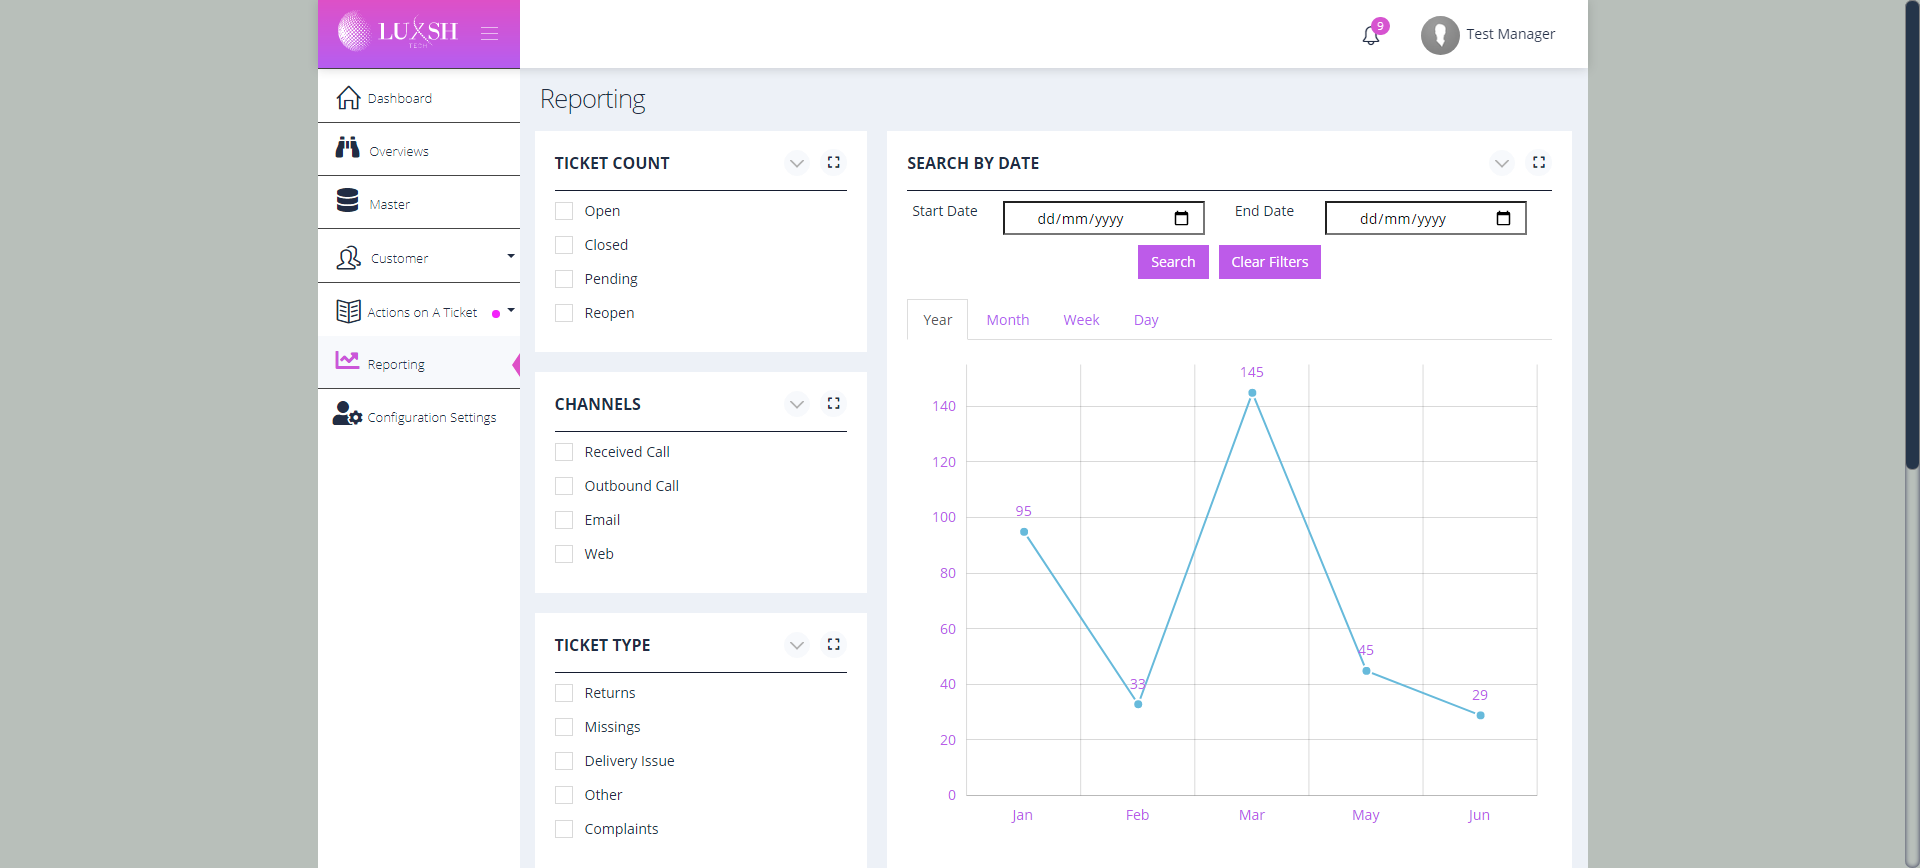 LUXSH
TECH
9
Test Manager
Dashboard
Overviews
Master
Customer
Actions on A Ticket
Reporting
Configuration Settings
Reporting
TICKET COUNT
Open
Closed
Pending
Reopen
CHANNELS
Received Call
Outbound Call
Email
Web
TICKET TYPE
Returns
Missings
Delivery Issue
Other
Complaints
SEARCH BY DATE
Start Date dd/mm/yyyy End Date dd/mm/yyyy
Search Clear Filters
Year Month Week Day
145
140
120
95
100
80
60
45
33
40
29
20
0
Jan Feb Mar May Jun